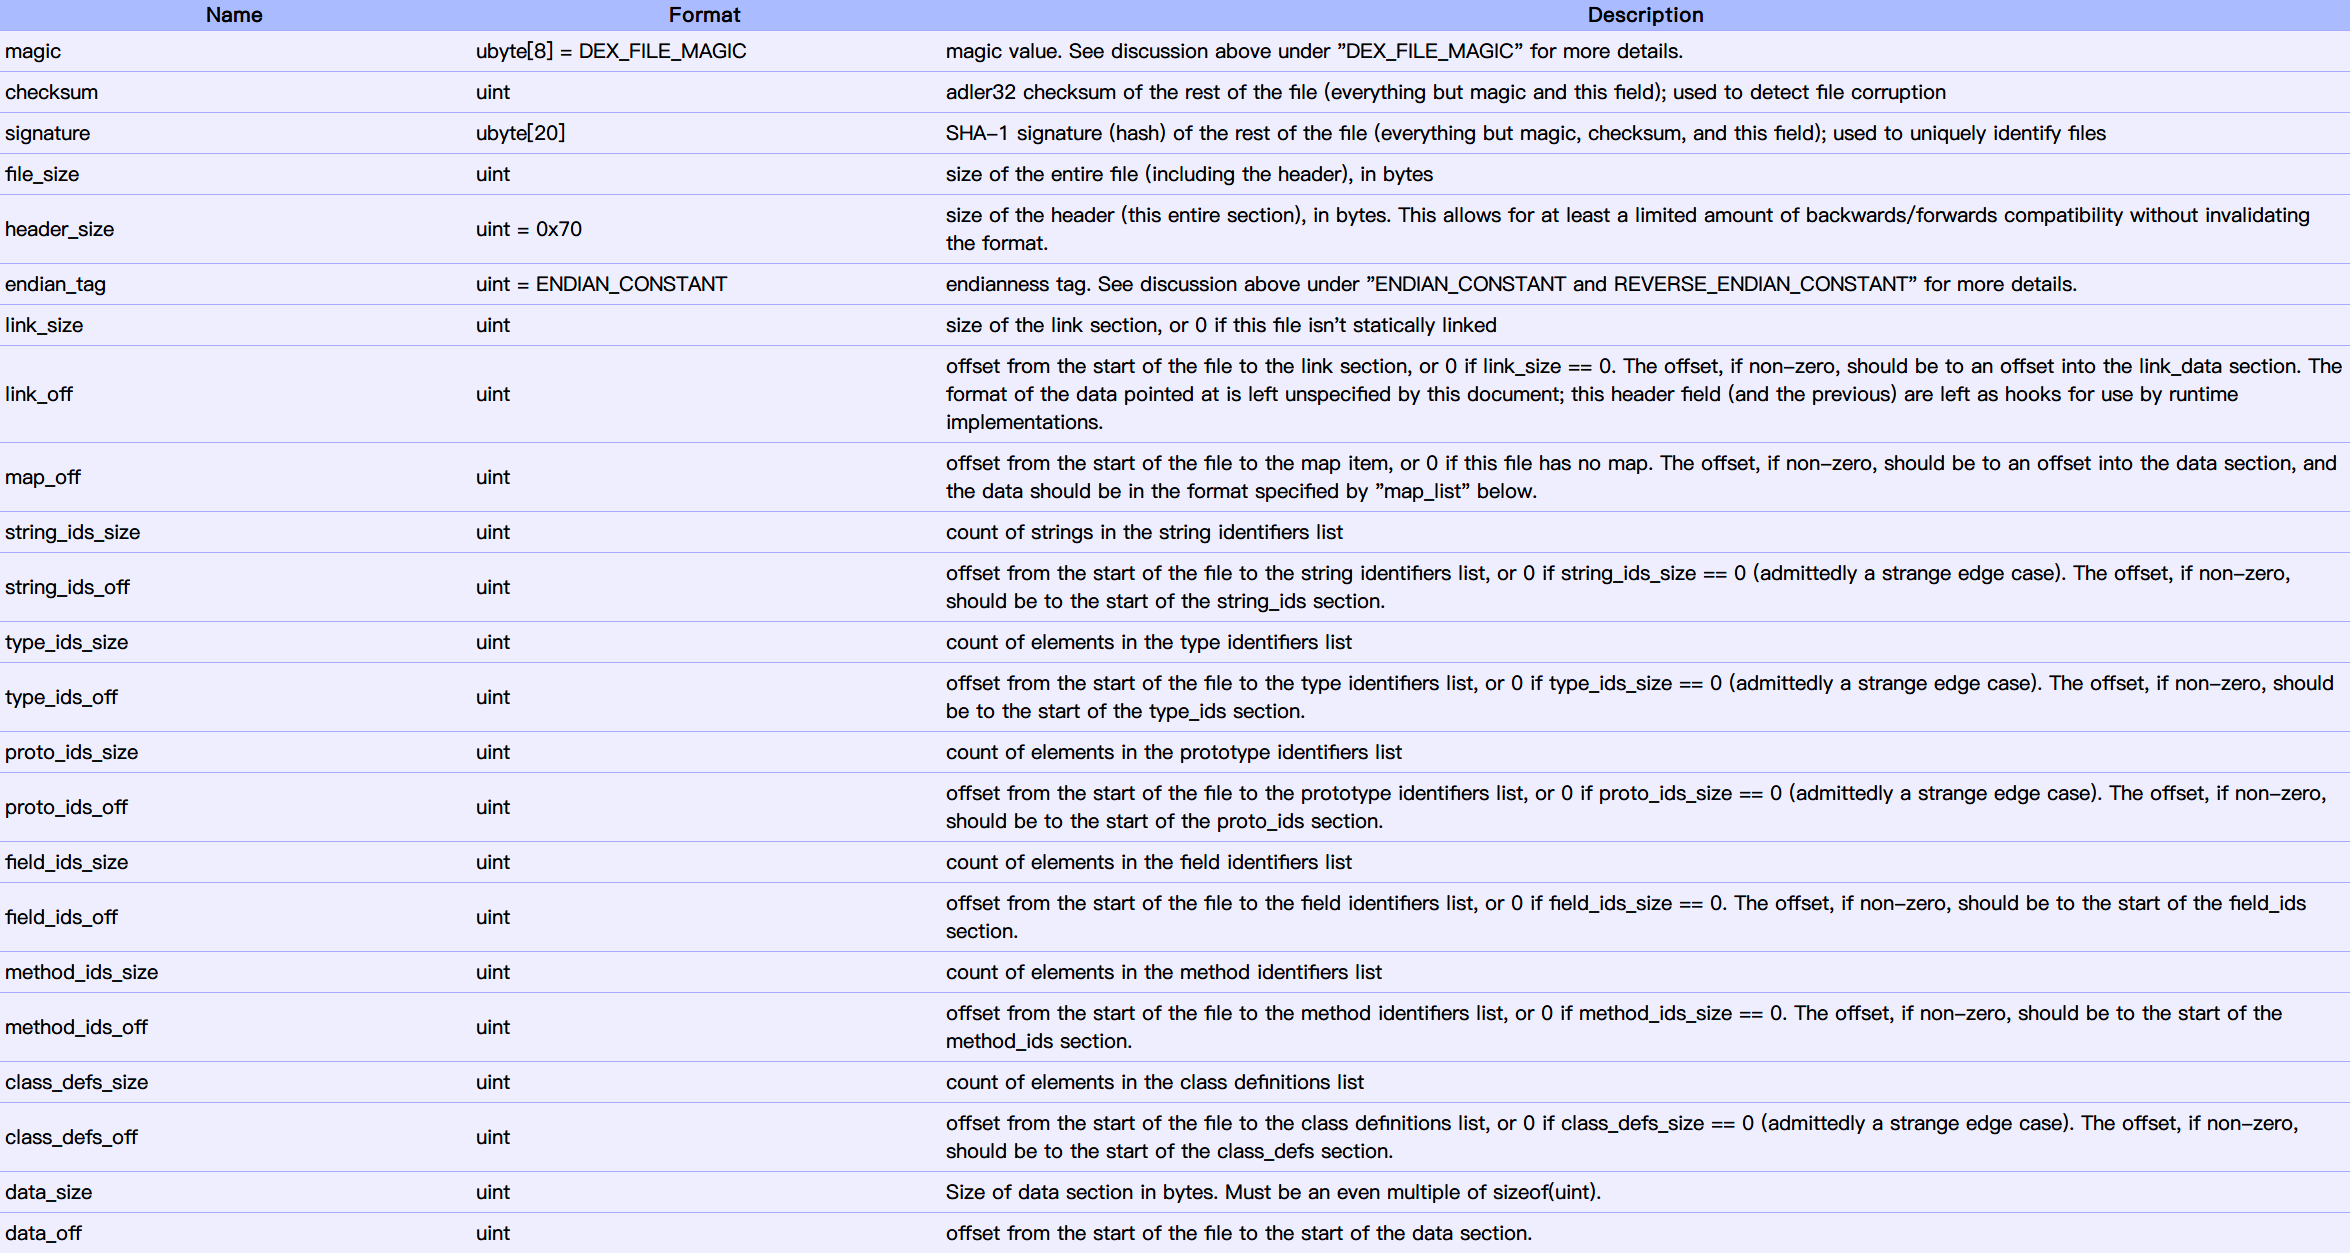 Name Format Description
magic ubyte[8] = DEX_FILE_MAGIC magic value. See discussion above under ”DEX_FILE_MAGIC” for more details.
checksum uint adler32 checksum of the rest of the file (everything but magic and this field); used to detect file corruption
signature ubyte[20] SHA–1 signature (hash) of the rest of the file (everything but magic, checksum, and this field); used to uniquely identify files
file_size uint size of the entire file (including the header), in bytes
header_size uint = 0x70 size of the header (this entire section), in bytes. This allows for at least a limited amount of backwards/forwards compatibility without invalidating
the format.
endian_tag uint = ENDIAN_CONSTANT endianness tag. See discussion above under ”ENDIAN_CONSTANT and REVERSE_ENDIAN_CONSTANT” for more details.
link_size uint size of the link section, or 0 if this file isn’t statically linked
link_off uint offset from the start of the file to the link section, or 0 if link_size == 0. The offset, if non–zero, should be to an offset into the link_data section. The
format of the data pointed at is left unspecified by this document; this header field (and the previous) are left as hooks for use by runtime
implementations.
map_off uint offset from the start of the file to the map item, or 0 if this file has no map. The offset, if non–zero, should be to an offset into the data section, and
the data should be in the format specified by ”map_list” below.
string_ids_size uint count of strings in the string identifiers list
string_ids_off uint offset from the start of the file to the string identifiers list, or 0 if string_ids_size == 0 (admittedly a strange edge case). The offset, if non–zero,
should be to the start of the string_ids section.
type_ids_size uint count of elements in the type identifiers list
type_ids_off uint offset from the start of the file to the type identifiers list, or 0 if type_ids_size == 0 (admittedly a strange edge case). The offset, if non–zero, should
be to the start of the type_ids section.
proto_ids_size uint count of elements in the prototype identifiers list
proto_ids_off uint offset from the start of the file to the prototype identifiers list, or 0 if proto_ids_size == 0 (admittedly a strange edge case). The offset, if non–zero,
should be to the start of the proto_ids section.
field_ids_size uint count of elements in the field identifiers list
field_ids_off uint offset from the start of the file to the field identifiers list, or 0 if field_ids_size == 0. The offset, if non–zero, should be to the start of the field_ids
section.
method_ids_size uint count of elements in the method identifiers list
method_ids_off uint offset from the start of the file to the method identifiers list, or 0 if method_ids_size == 0. The offset, if non–zero, should be to the start of the
method_ids section.
class_defs_size uint count of elements in the class definitions list
class_defs_off uint offset from the start of the file to the class definitions list, or 0 if class_defs_size == 0 (admittedly a strange edge case). The offset, if non–zero,
should be to the start of the class_defs section.
data_size uint Size of data section in bytes. Must be an even multiple of sizeof(uint).
data_off uint offset from the start of the file to the start of the data section.